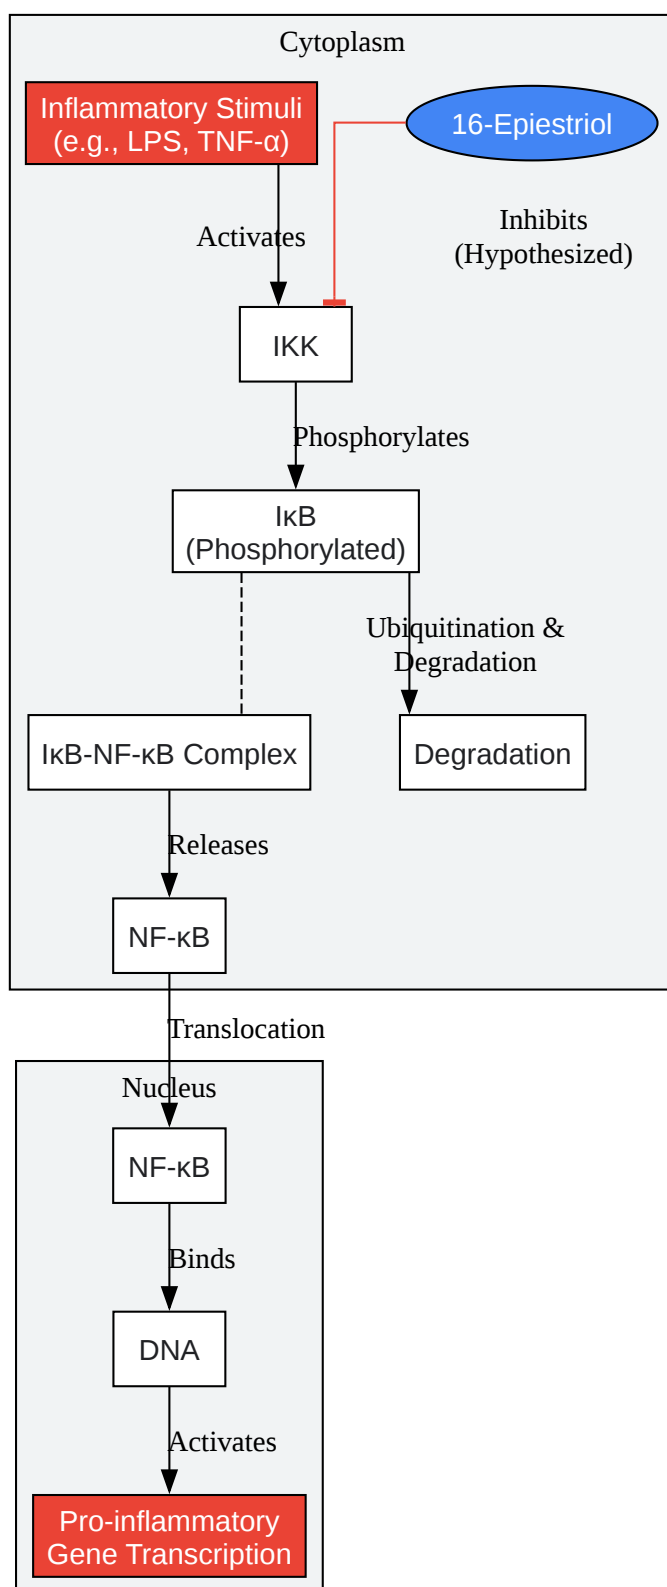 Cytoplasm
Inflammatory Stimuli
(e.g., LPS, TNF-α)
16-Epiestriol
Activates
Inhibits
(Hypothesized)
IKK
Phosphorylates
IκB
(Phosphorylated)
Ubiquitination &
Degradation
IκB-NF-κB Complex
Degradation
Releases
NF-κB
Translocation
Nucleus
NF-κB
Binds
DNA
Activates
Pro-inflammatory
Gene Transcription